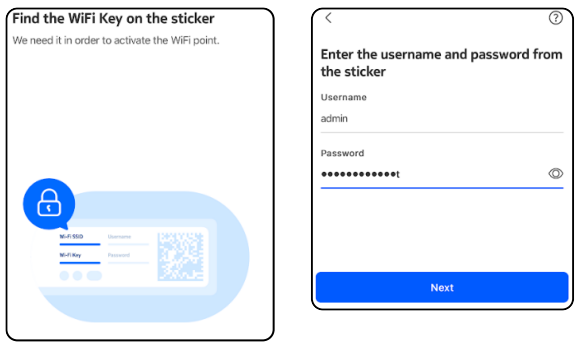 Find the WiFi Key on the sticker
We need it in order to activate the WiFi point.
Wi-Fi SSID Username
Wi-Fi Key Password
Enter the username and password from
the sticker
Username
admin
Password
••••••••••••t
Next